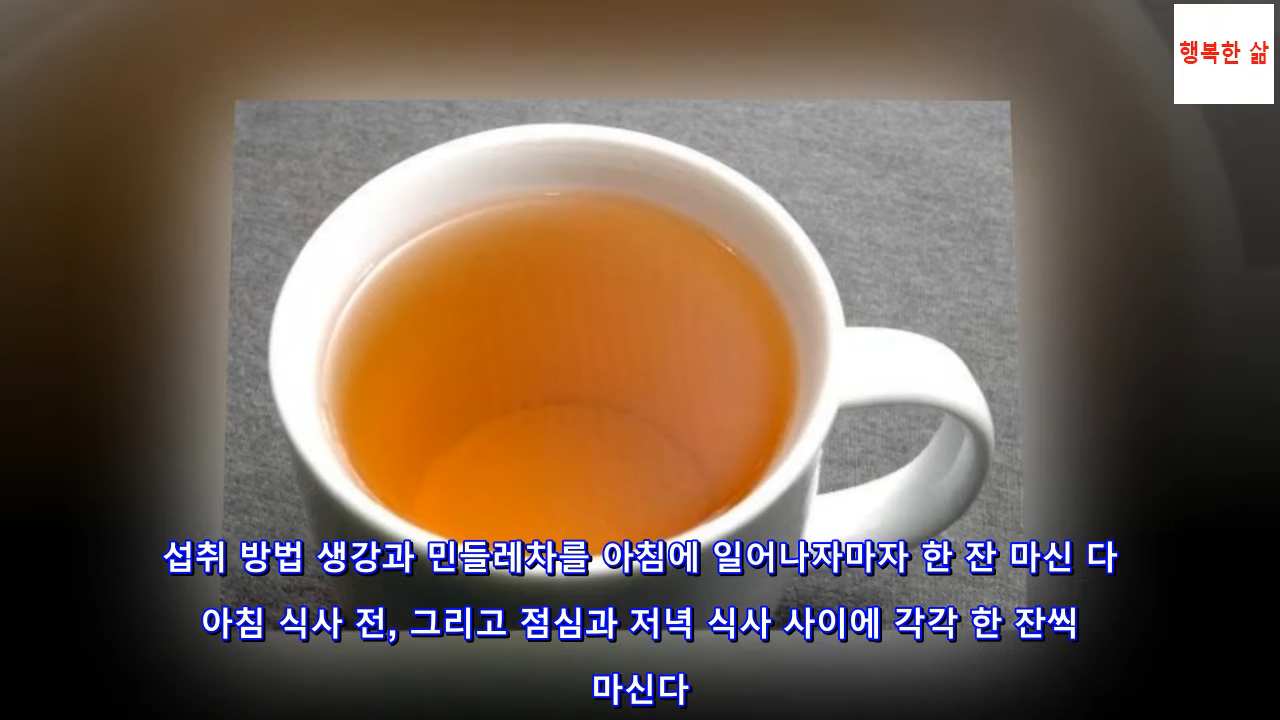 행복한 삶
섭취 방법 생강과 민들레차를 아침에 일어나자마자 한 잔 마신 다
아침 식사 전, 그리고 점심과 저녁 식사 사이에 각각 한 잔씩
마신다